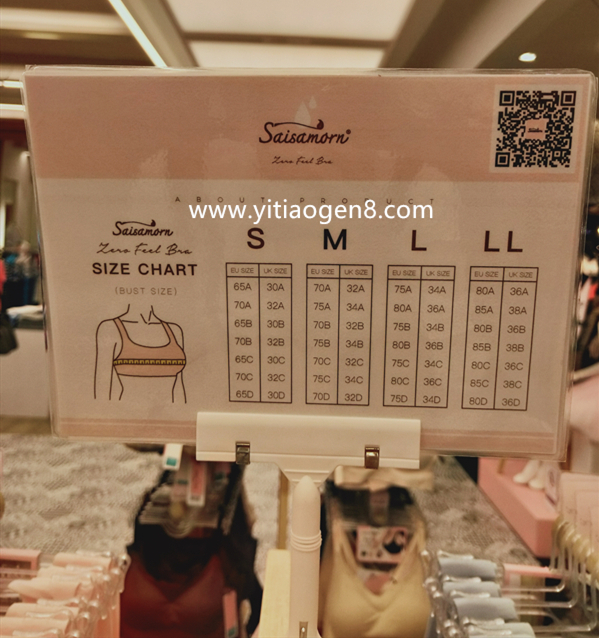 Saisamorn®
Zero Feel Bra
ABOUT PRODUCT
www.yitiaogen8.com
Saisamorn
Zero Feel Bra
SIZE CHART
(BUST SIZE)
S M L LL
EU SIZE UK SIZE EU SIZE UK SIZE EU SIZE UK SIZE EU SIZE UK SIZE
65A 30A 70A 32A 75A 34A 80A 36A
70A 32A 75A 34A 80A 36A 85A 38A
65B 30B 70B 32B 75B 34B 80B 36B
70B 32B 75B 34B 80B 36B 85B 38B
65C 30C 70C 32C 75C 34C 80C 36C
70C 32C 75C 34C 80C 36C 85C 38C
65D 30D 70D 32D 75D 34D 80D 36D